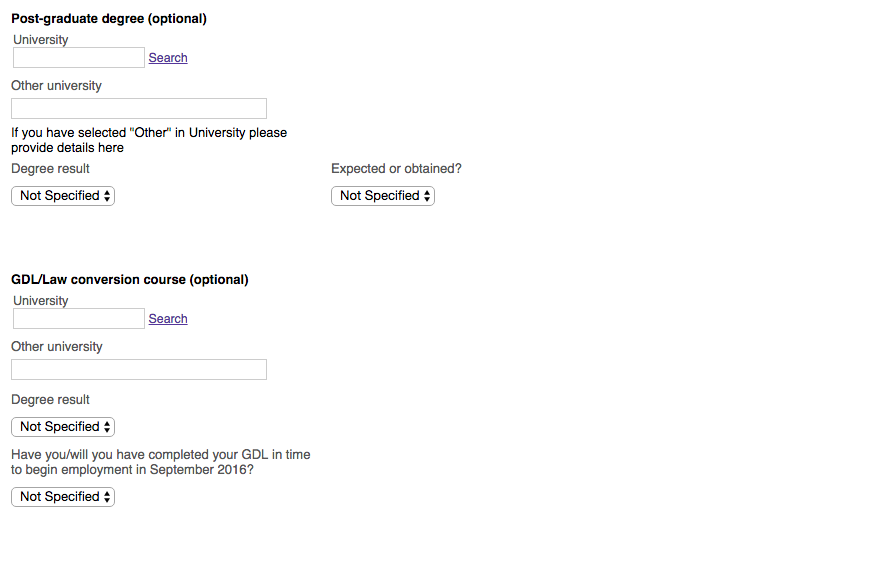 Post-graduate degree (optional)
University
Search
Other university
If you have selected "Other" in University please
provide details here
Degree result
Expected or obtained?
Not Specified
Not Specified
GDL/Law conversion course (optional)
University
Search
Other university
Degree result
Not Specified
Have you/will you have completed your GDL in time
to begin employment in September 2016?
Not Specified